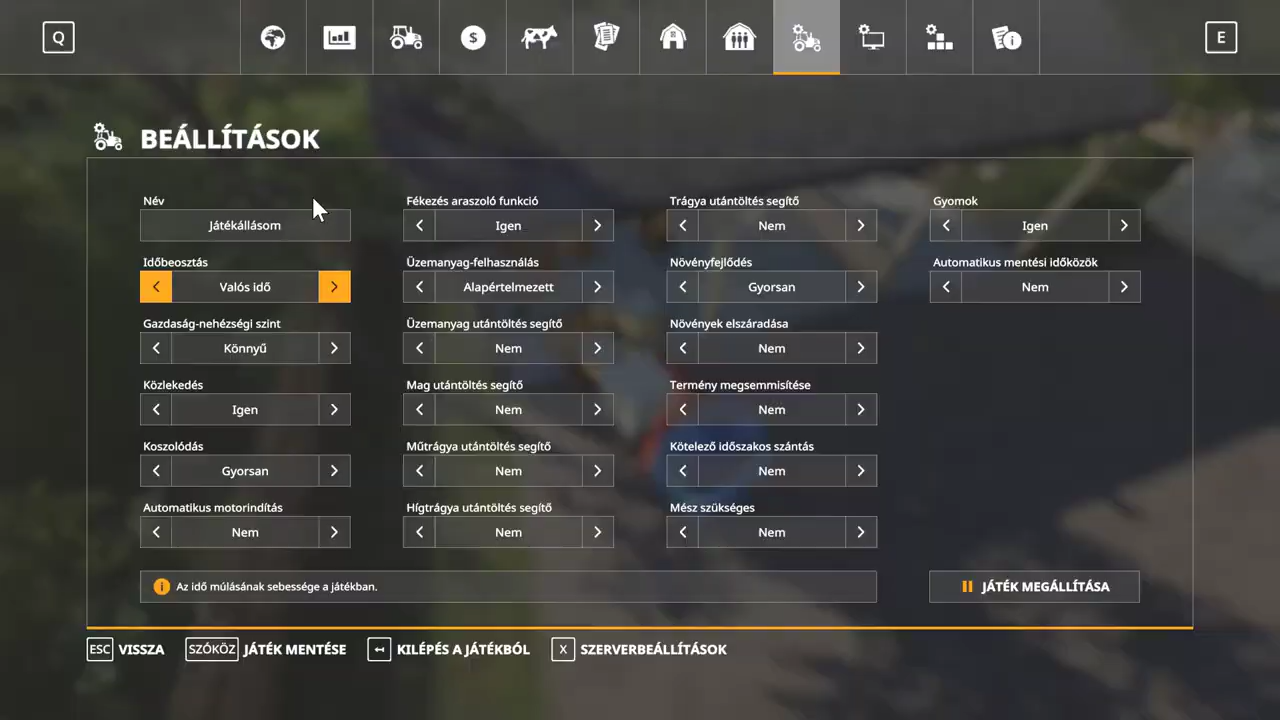 Q
E
BEÁLLÍTÁSOK
Név
Játékállásom
Időbeosztás
Valós idő
Gazdaság-nehézségi szint
Könnyű
Közlekedés
Igen
Koszolódás
Gyorsan
Automatikus motorindítás
Nem
Fékezés araszoló funkció
Igen
Üzemanyag-felhasználás
Alapértelmezett
Üzemanyag utántöltés segítő
Nem
Mag utántöltés segítő
Nem
Műtrágya utántöltés segítő
Nem
Hígtrágya utántöltés segítő
Nem
Trágya utántöltés segítő
Nem
Növényfejlődés
Gyorsan
Növények elszáradása
Nem
Termény megsemmisítése
Nem
Kötelező időszakos szántás
Nem
Mész szükséges
Nem
Gyomok
Igen
Automatikus mentési időközök
Nem
Az idő múlásának sebessége a játékban.
JÁTÉK MEGÁLLÍTÁSA
ESC VISSZA SZÓKÖZ JÁTÉK MENTÉSE KILÉPÉS A JÁTÉKBÓL X SZERVERBEÁLLÍTÁSOK